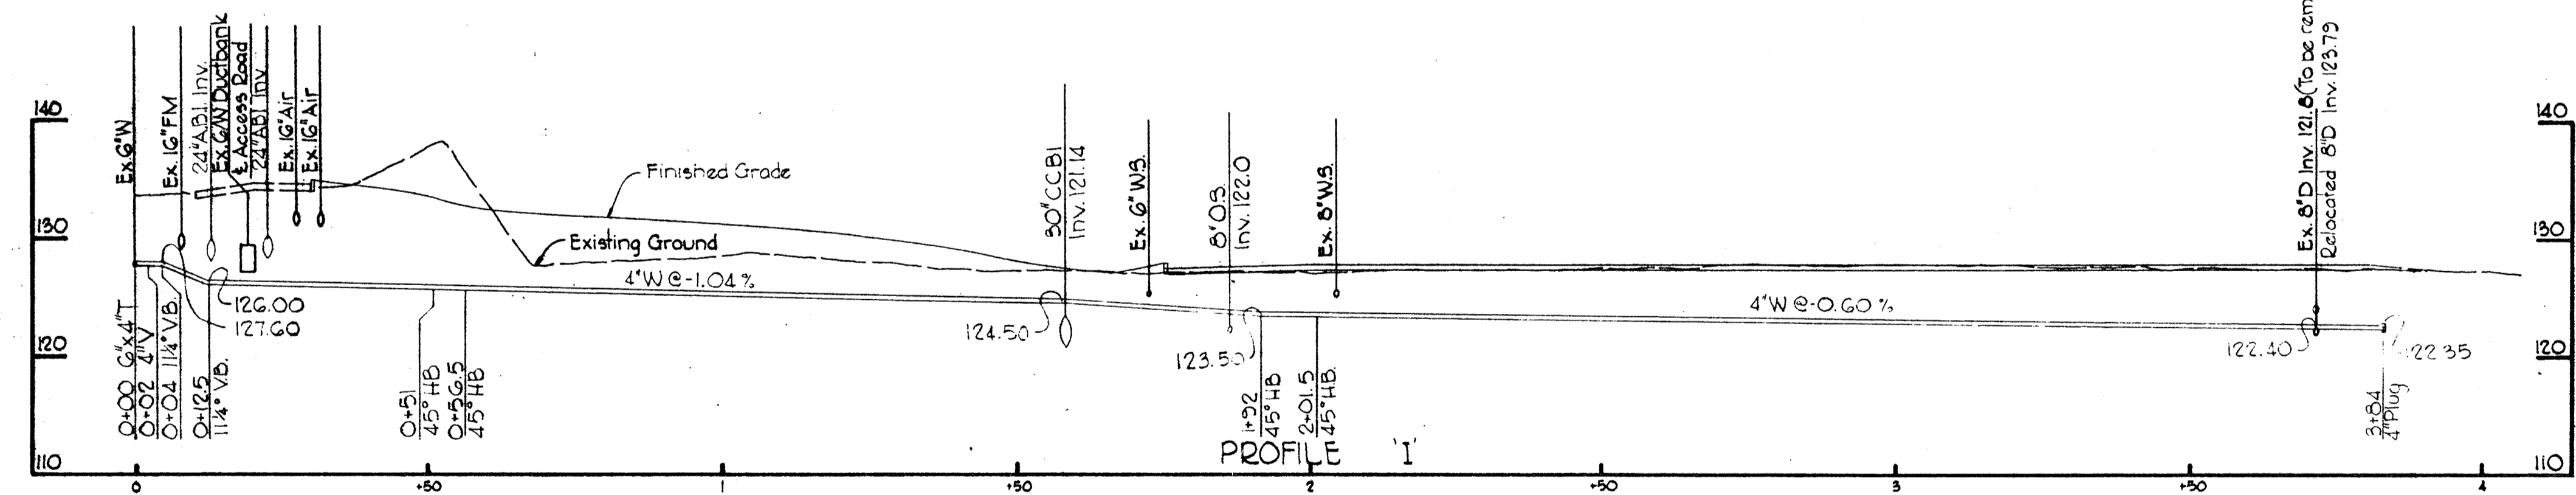 Ex.6"W
Ex.16"FM
24"A.B.I. Inv.
Ex.6W Ductbank
℄ Access Road
24"ABI Inv.
Ex.16"Air
Ex.16"Air
Finished Grade
Existing Ground
30"CCBI
Inv. 121.14
Ex. 6" W.S.
Inv. 122.0
Ex. 8"W.S.
Ex. 8"D Inv. 121.8(To be rem
Relocated 8"D Inv. 123.79
140
130
120
110
140
130
120
110
4"W @-1.04%
4"W @-0.60%
126.00
127.60
124.50
123.50
122.40
122.35
0+00 6"x4"T
0+02 4"V
0+04 11¼° V.B.
0+12.5
11¼° V.B.
0+51
45° HB
0+56.5
45° HB
1+92
45° HB
2+01.5
45° H.B.
3+84
4"Plug
PROFILE 'I'
0
+50
1
+50
2
+50
3
+50
4